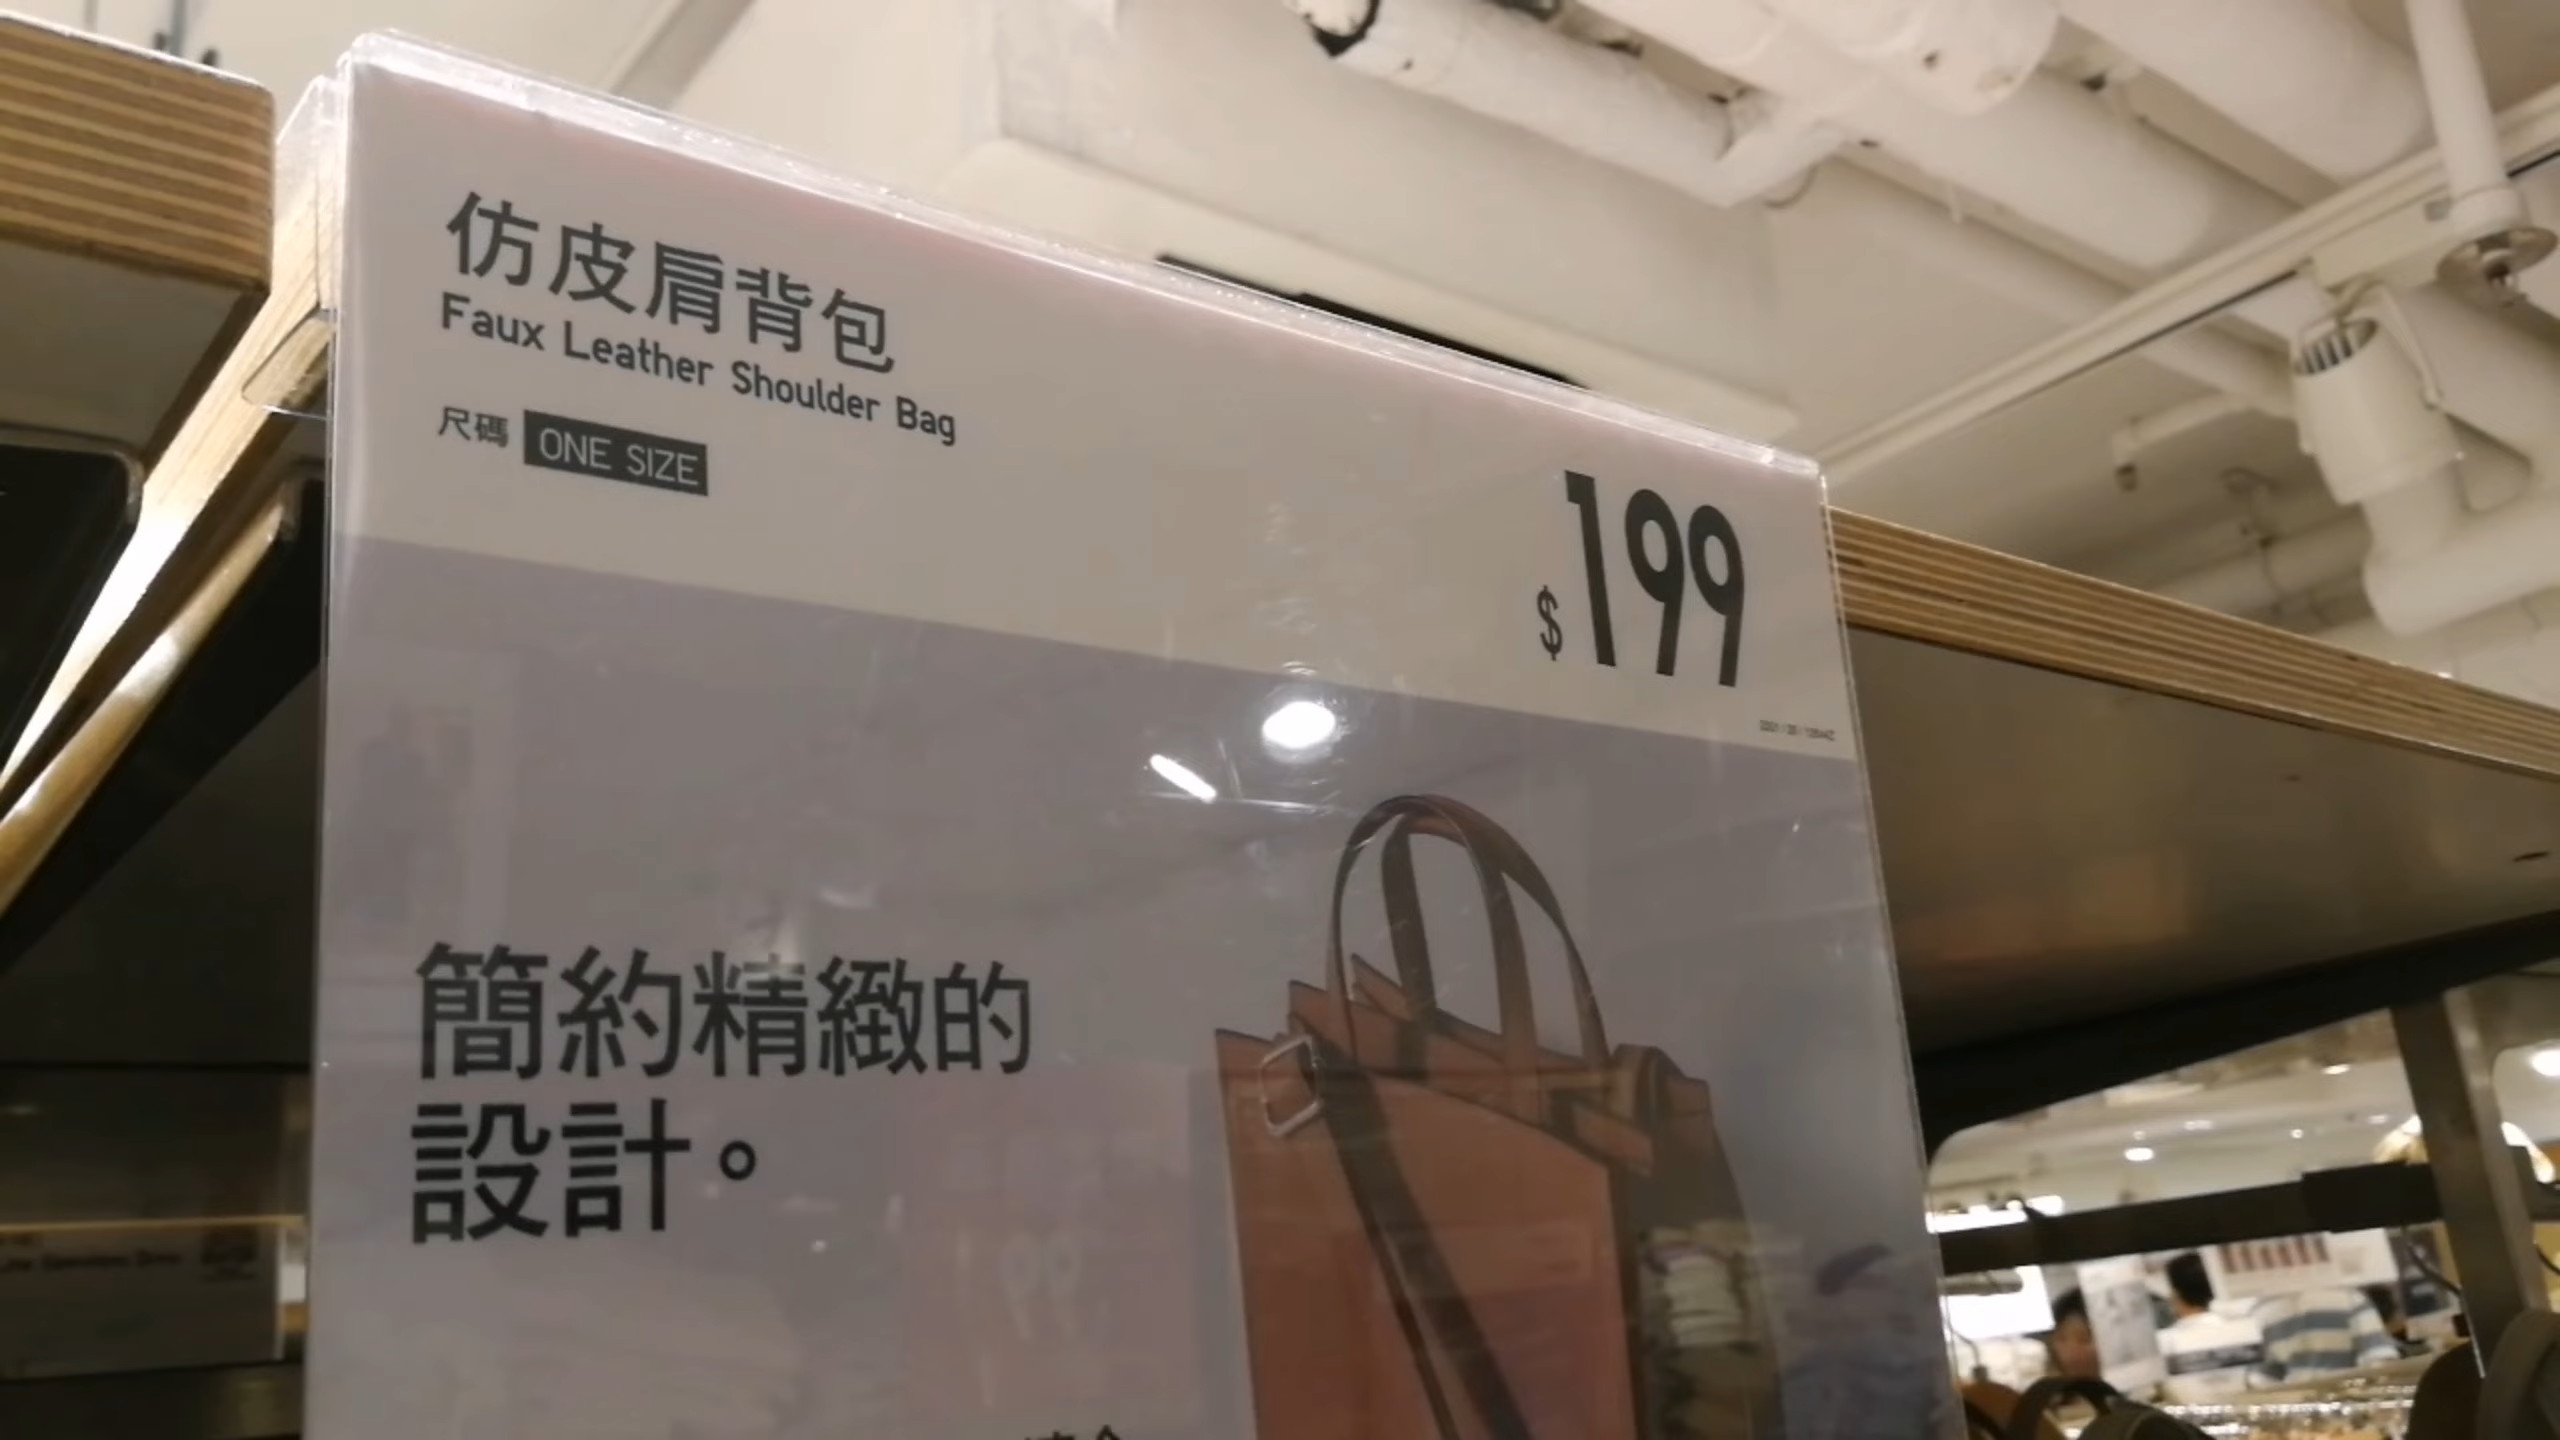 仿皮肩背包
Faux Leather Shoulder Bag
尺碼 ONE SIZE
$199
簡約精緻的
設計。